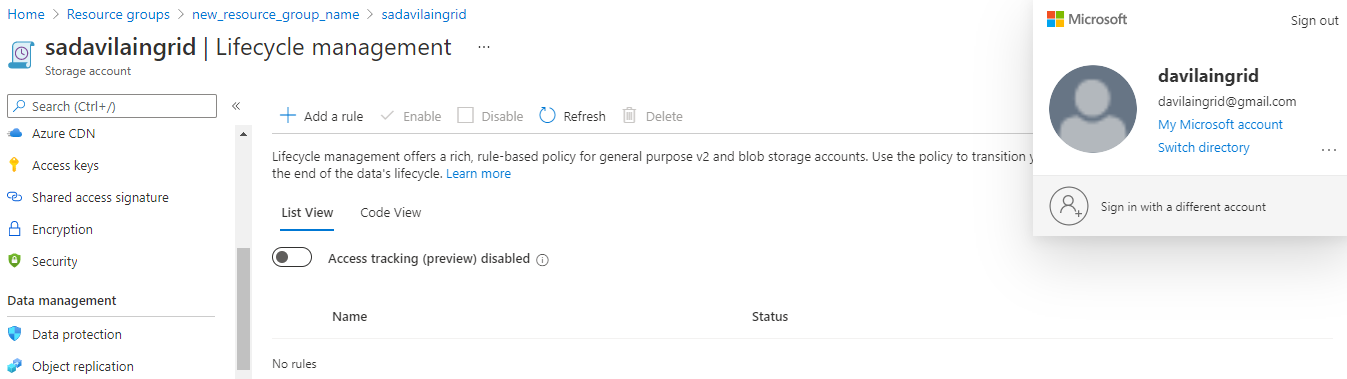 Home > Resource groups > new_resource_group_name > sadavilaingrid
sadavilaingrid | Lifecycle management ...
Storage account
Search (Ctrl+/)
«
Azure CDN
Access keys
Shared access signature
Encryption
Security
Data management
Data protection
Object replication
Add a rule
Enable
Disable
Refresh
Delete
Lifecycle management offers a rich, rule-based policy for general purpose v2 and blob storage accounts. Use the policy to transition
the end of the data's lifecycle. Learn more
List View
Code View
Access tracking (preview) disabled
Name
Status
No rules
Microsoft
Sign out
davilaingrid
davilaingrid@gmail.com
My Microsoft account
Switch directory
...
Sign in with a different account